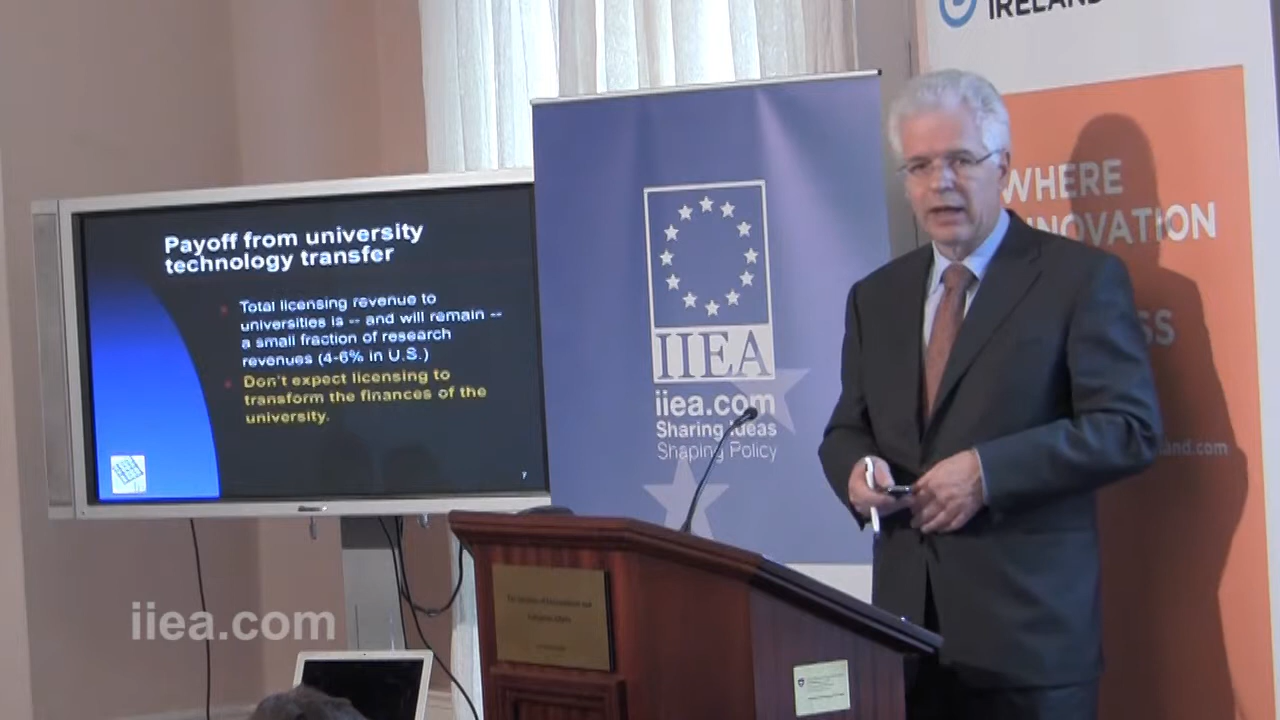 Payoff from university
technology transfer
Total licensing revenue to
universities is -- and will remain --
a small fraction of research
revenues (4-6% in U.S.)
Don't expect licensing to
transform the finances of the
university.
7
IIEA
iiea.com
Sharing Ideas
Shaping Policy
IRELAND
WHERE
INNOVATION
iiea.com